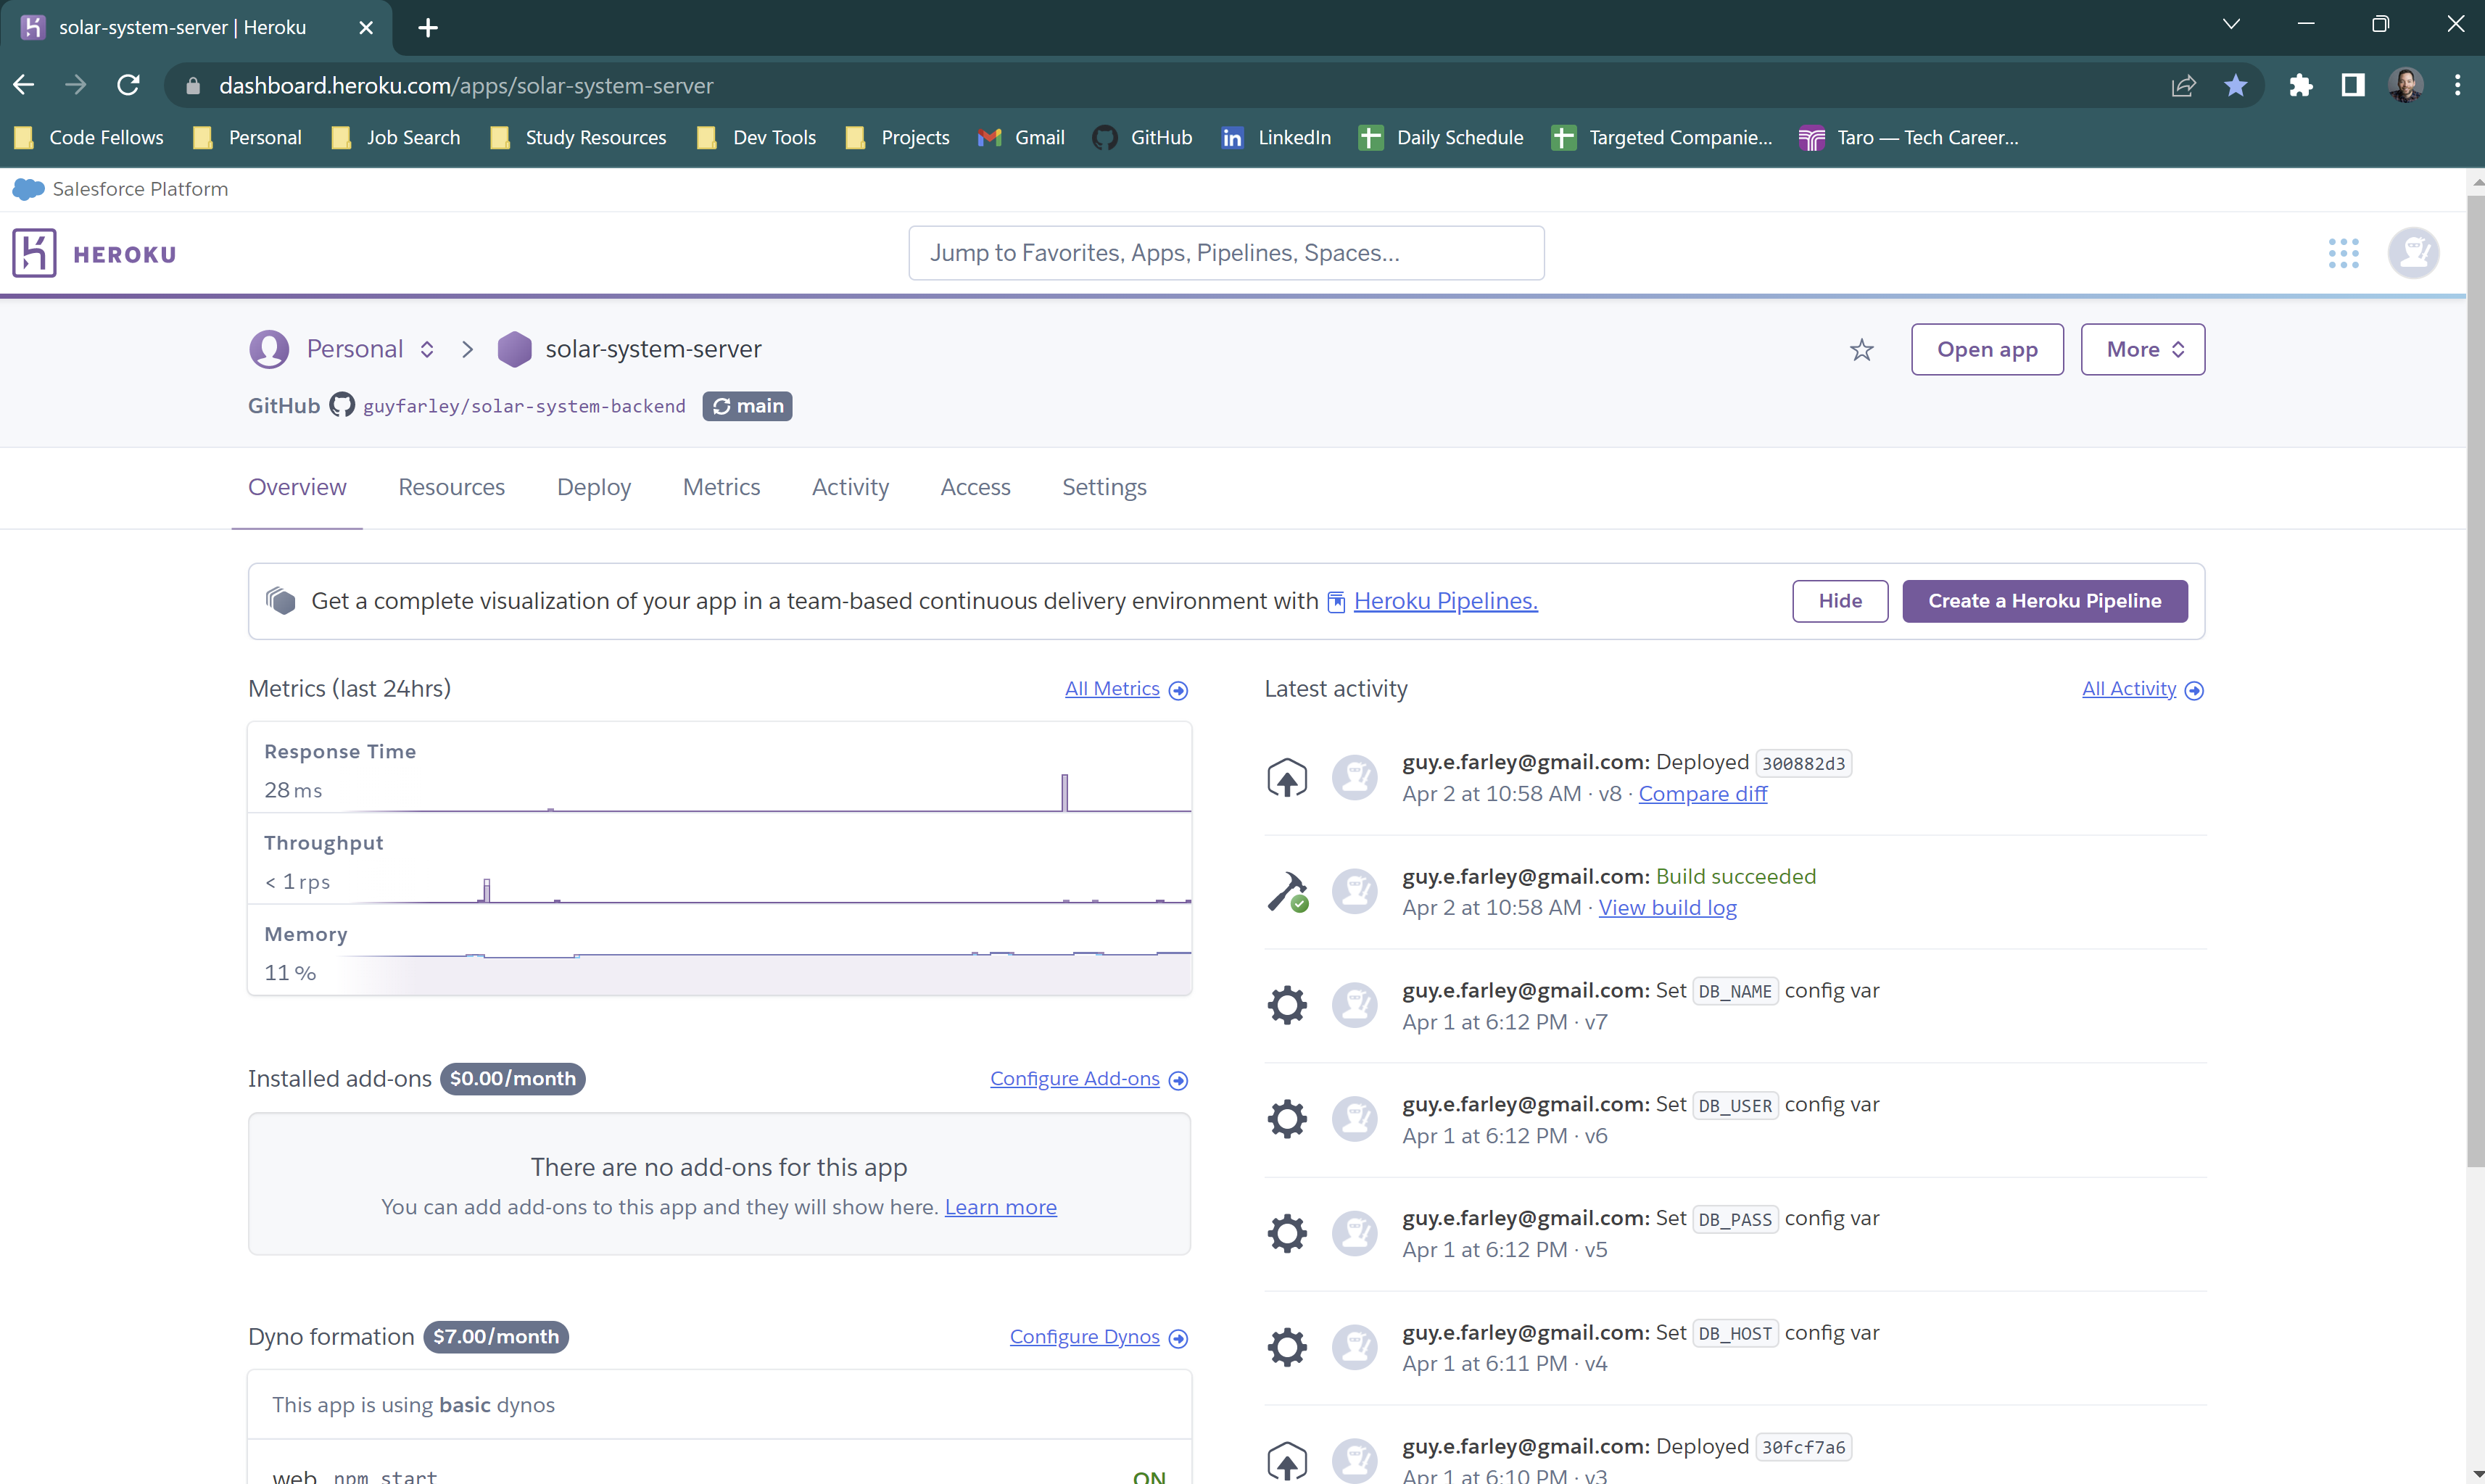 solar-system-server | Heroku
dashboard.heroku.com/apps/solar-system-server
Code Fellows Personal Job Search Study Resources Dev Tools Projects Gmail GitHub LinkedIn Daily Schedule Targeted Companie... Taro — Tech Career...
Salesforce Platform
HEROKU
Jump to Favorites, Apps, Pipelines, Spaces...
Personal solar-system-server
Open app More
GitHub guyfarley/solar-system-backend main
Overview Resources Deploy Metrics Activity Access Settings
Get a complete visualization of your app in a team-based continuous delivery environment with Heroku Pipelines.
Hide Create a Heroku Pipeline
Metrics (last 24hrs) All Metrics
Response Time
28 ms
Throughput
< 1 rps
Memory
11 %
Installed add-ons $0.00/month Configure Add-ons
There are no add-ons for this app
You can add add-ons to this app and they will show here. Learn more
Dyno formation $7.00/month Configure Dynos
This app is using basic dynos
web npm start ON
Latest activity All Activity
guy.e.farley@gmail.com: Deployed 300882d3
Apr 2 at 10:58 AM · v8 · Compare diff
guy.e.farley@gmail.com: Build succeeded
Apr 2 at 10:58 AM · View build log
guy.e.farley@gmail.com: Set DB_NAME config var
Apr 1 at 6:12 PM · v7
guy.e.farley@gmail.com: Set DB_USER config var
Apr 1 at 6:12 PM · v6
guy.e.farley@gmail.com: Set DB_PASS config var
Apr 1 at 6:12 PM · v5
guy.e.farley@gmail.com: Set DB_HOST config var
Apr 1 at 6:11 PM · v4
guy.e.farley@gmail.com: Deployed 30fcf7a6
Apr 1 at 6:10 PM · v3